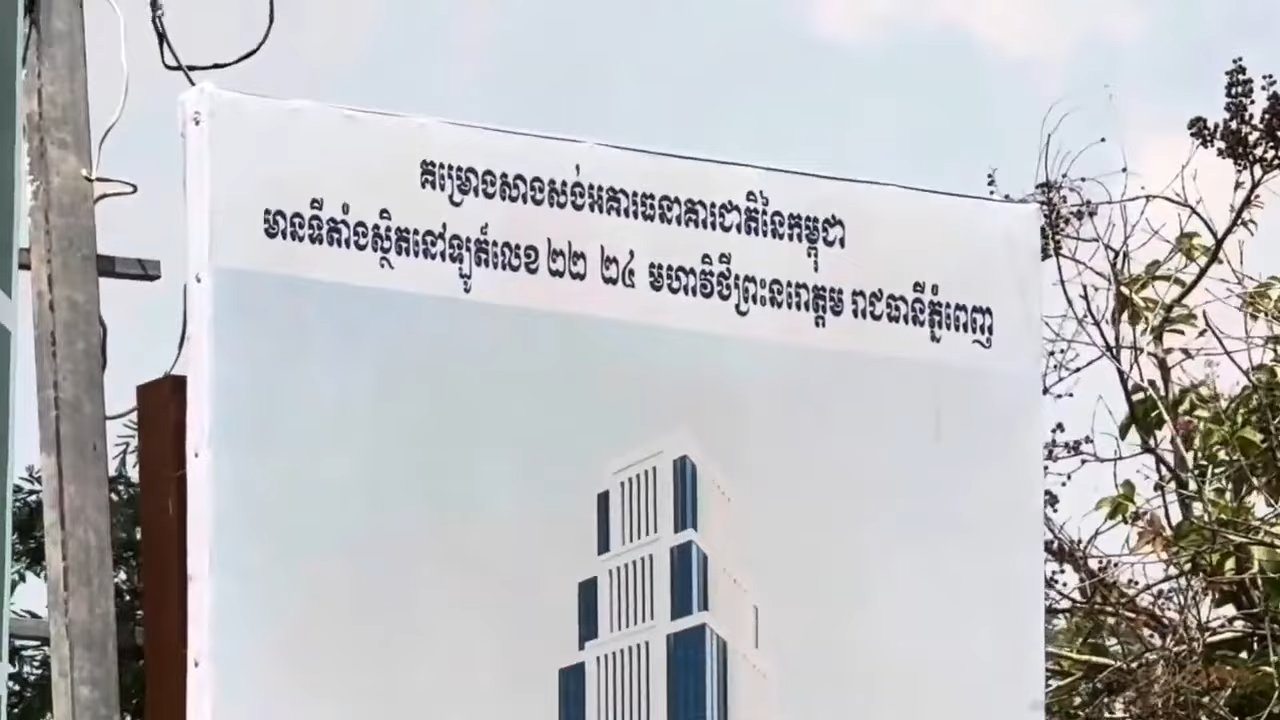 គម្រោងសាងសង់អគារធនាគារជាតិនៃកម្ពុជា
មានទីតាំងស្ថិតនៅឡូត៍លេខ ២២ ២៤ មហាវិថីព្រះនរោត្តម រាជធានីភ្នំពេញ